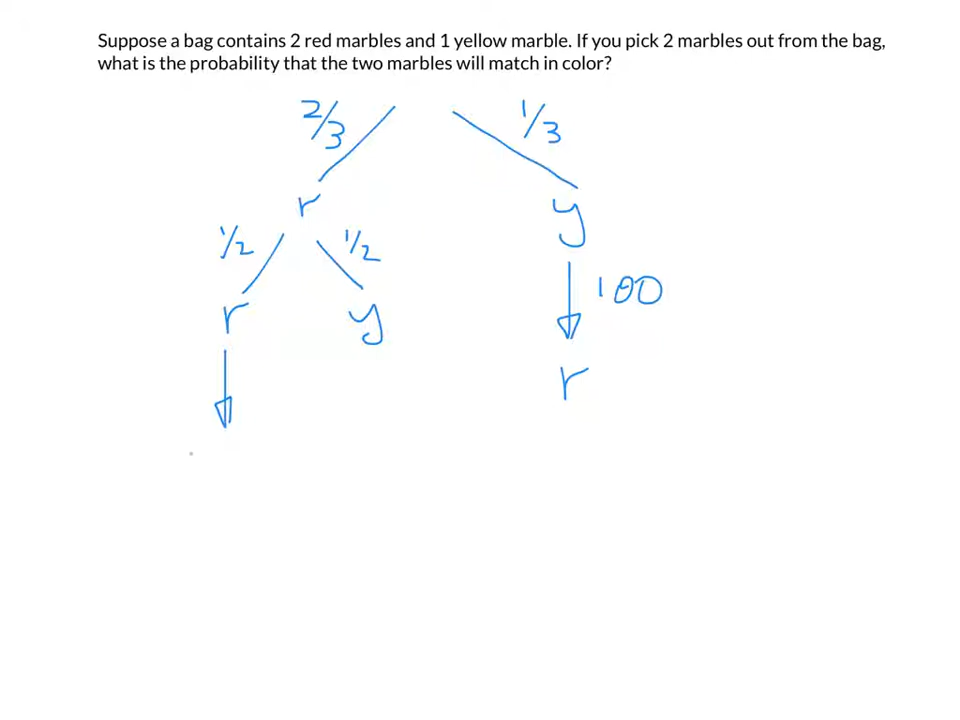 Suppose a bag contains 2 red marbles and 1 yellow marble. If you pick 2 marbles out from the bag,
what is the probability that the two marbles will match in color?
2/3 1/3
r y
1/2 1/2
100
r y
r